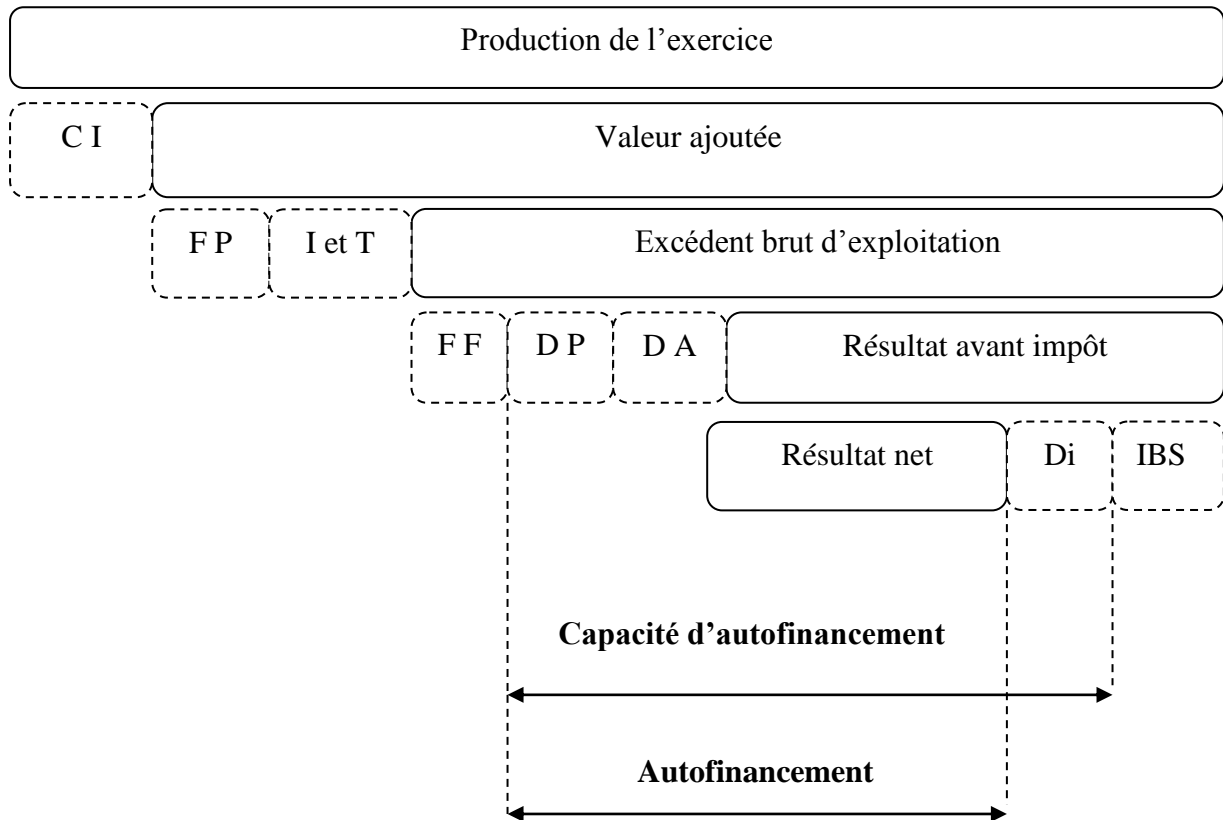 Production de l’exercice
C I
Valeur ajoutée
F P
I et T
Excédent brut d’exploitation
F F
D P
D A
Résultat avant impôt
Résultat net
Di
IBS
Capacité d’autofinancement
Autofinancement